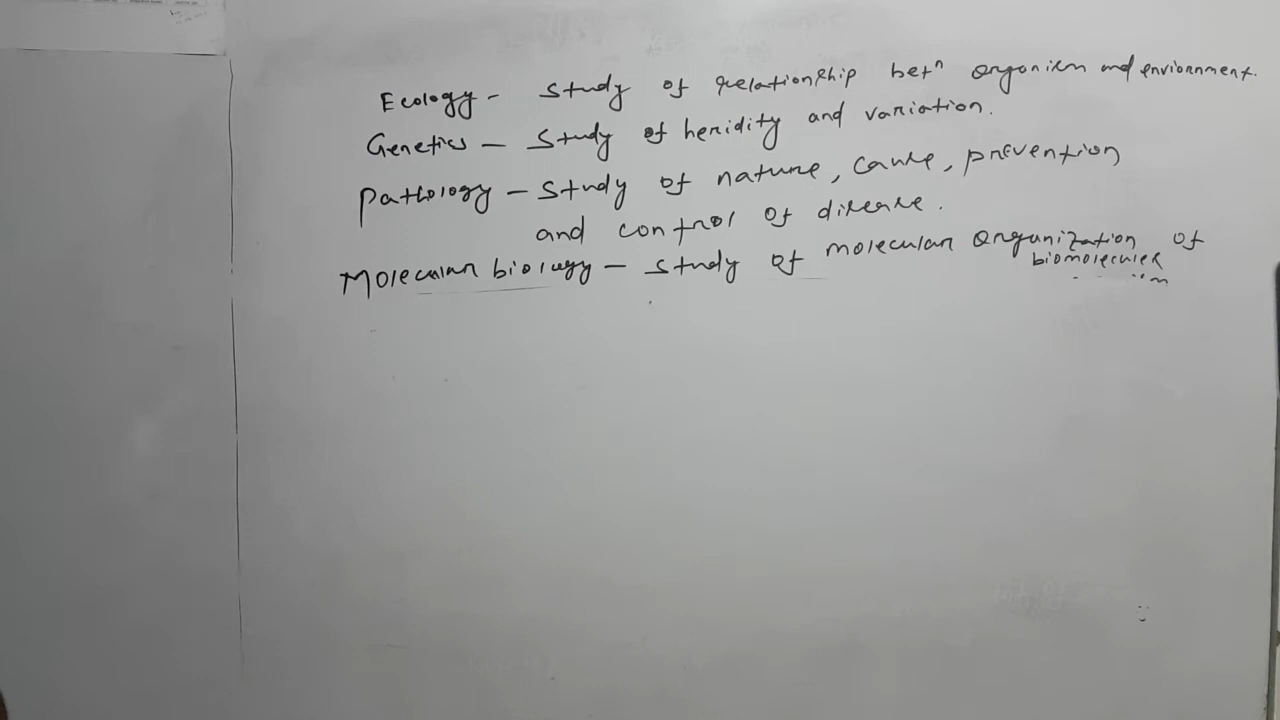 Ecology - study of relationship betn organism and enviornment.
Genetics - study of heridity and variation.
Pathology - study of nature, cause, prevention
and control of disease.
Molecular biology - study of molecular organization of
biomolecules